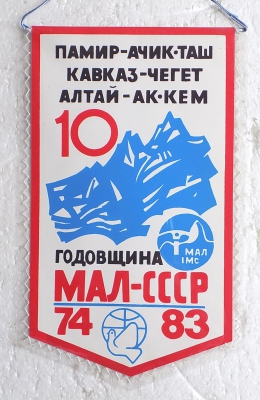 ПАМИР-АЧИК-ТАШ
КАВКАЗ-ЧЕГЕТ
АЛТАЙ-АК-КЕМ
10
МАЛ
IMC
ГОДОВЩИНА
МАЛ-СССР
74 83